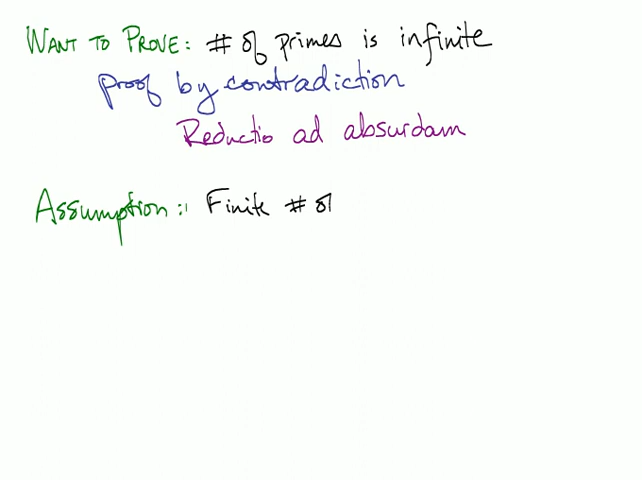 WANT TO PROVE: # of primes is infinite
proof by contradiction
Reductio ad absurdam
Assumption: Finite # of